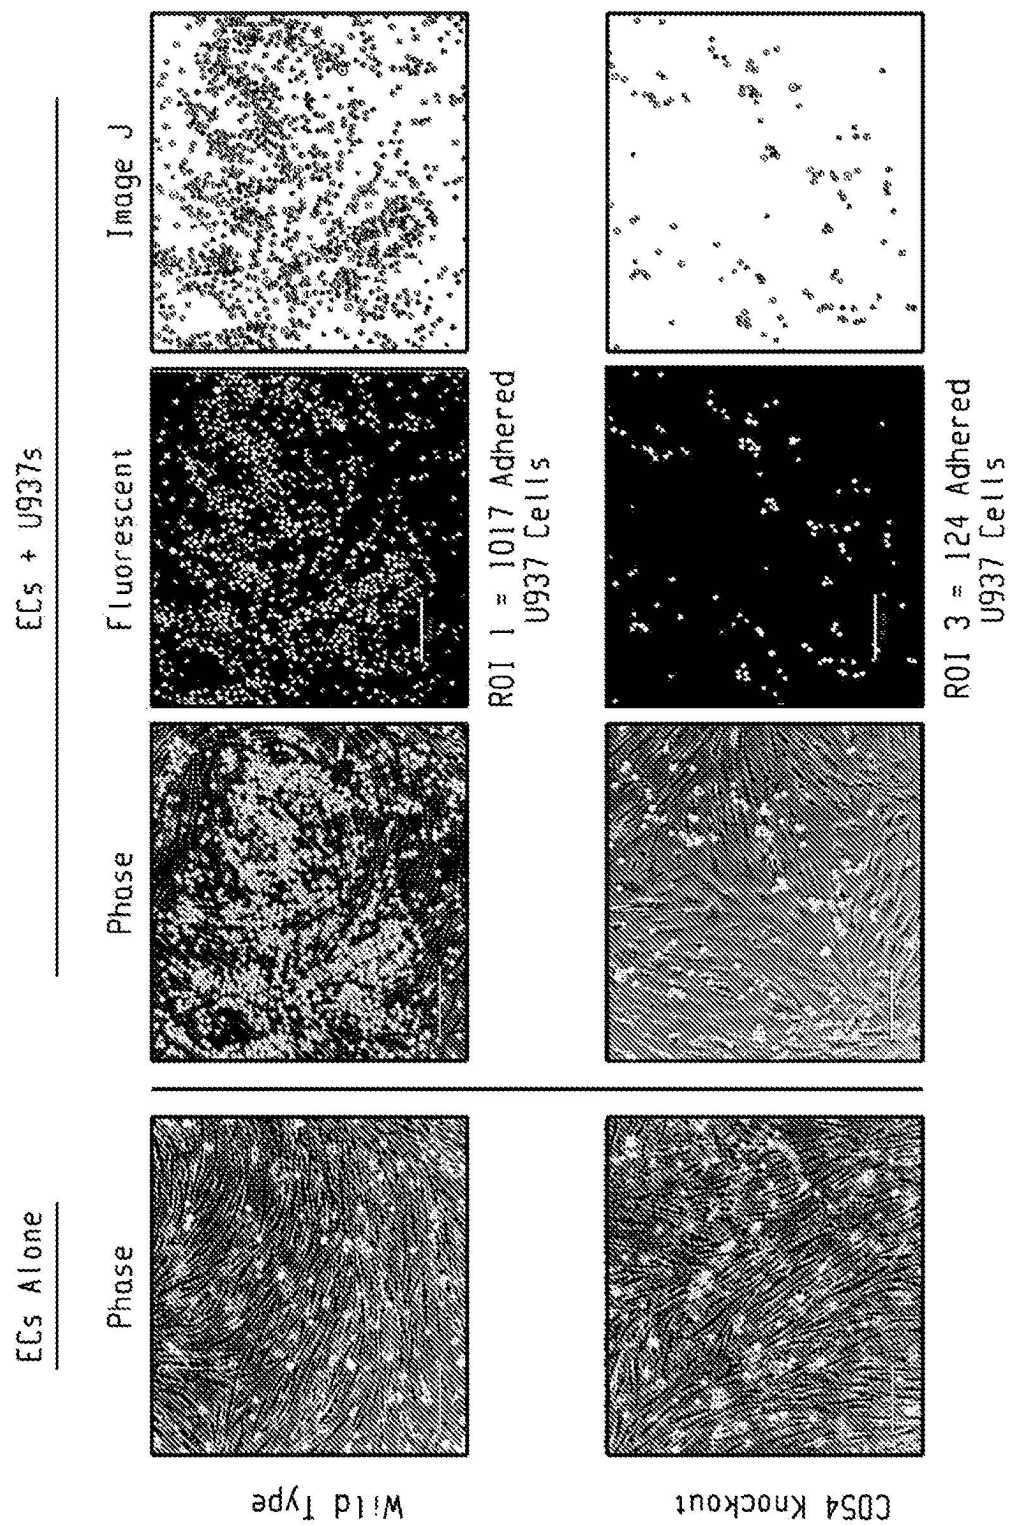 ECs Alone
ECs + U937s
Phase
Phase
Fluorescent
Image J
Wild Type
ROI 1 = 1017 Adhered
U937 Cells
CD54 Knockout
ROI 3 = 124 Adhered
U937 Cells